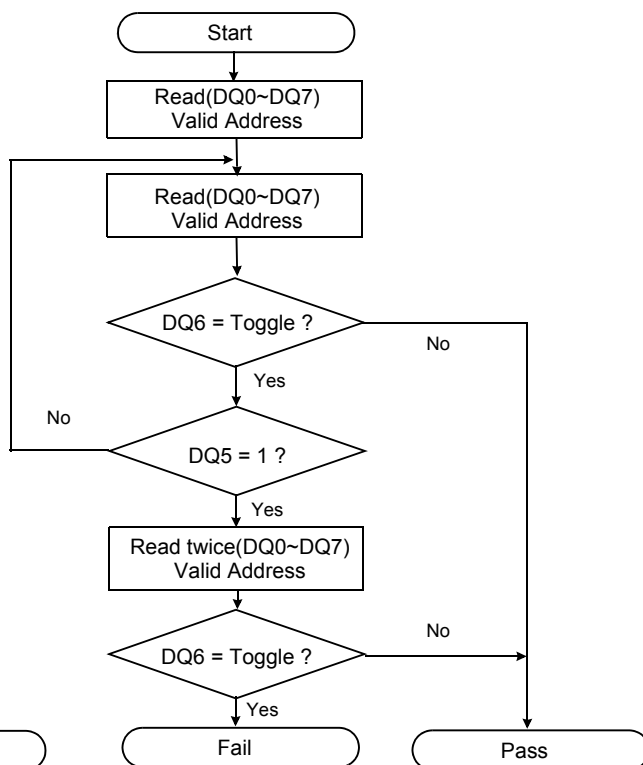 Start
Read(DQ0~DQ7)
Valid Address
Read(DQ0~DQ7)
Valid Address
DQ6 = Toggle ?
No
Yes
No
DQ5 = 1 ?
Yes
Read twice(DQ0~DQ7)
Valid Address
DQ6 = Toggle ?
No
Yes
Fail
Pass